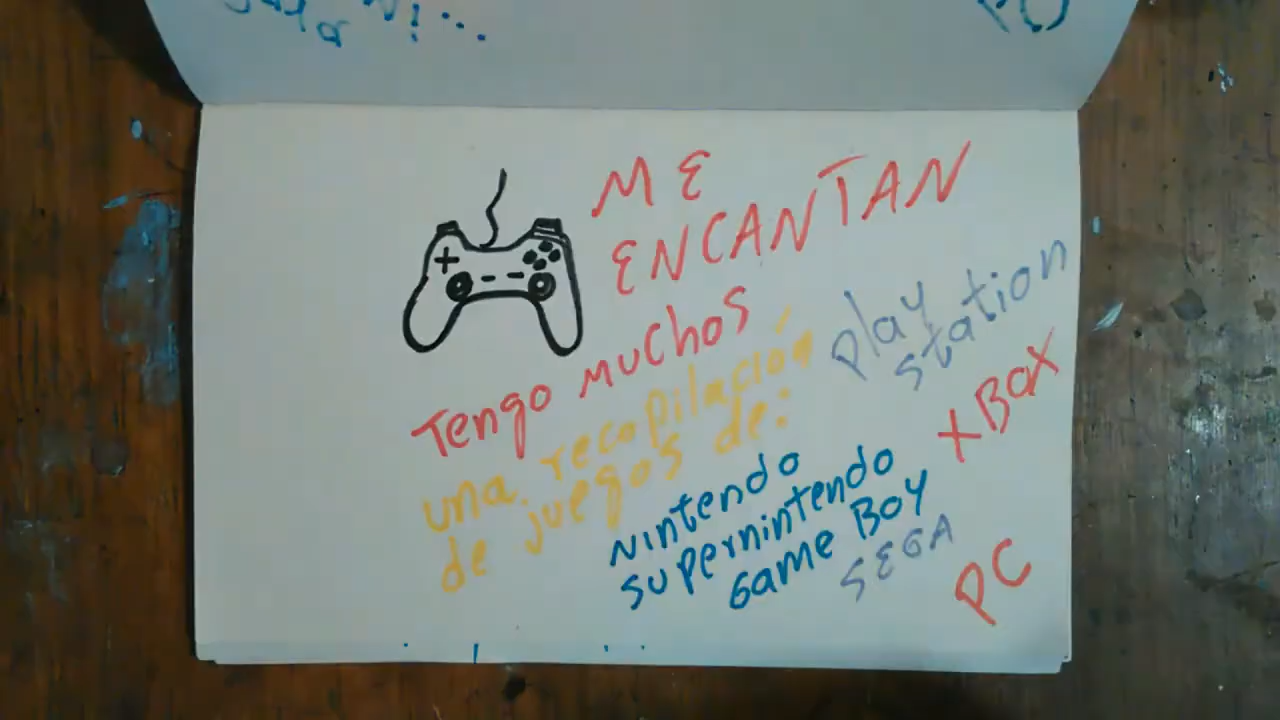 ME
ENCANTAN
Tengo muchos
una recopilación
de juegos de:
Nintendo
supernintendo
Game BOY
SEGA
play
station
XBOX
PC